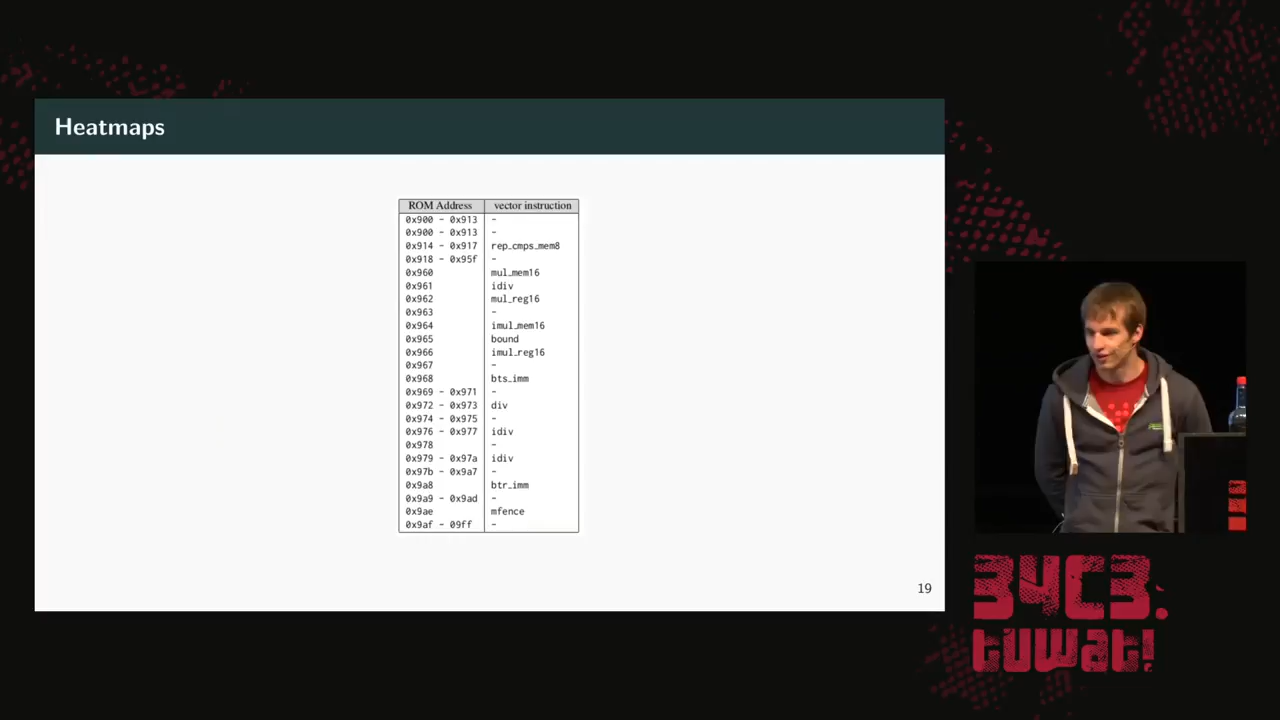 Heatmaps
ROM Address vector instruction
0x900 - 0x913 -
0x900 - 0x913 -
0x914 - 0x917 rep_cmps_mem8
0x918 - 0x95f -
0x960 mul_mem16
0x961 idiv
0x962 mul_reg16
0x963 -
0x964 imul_mem16
0x965 bound
0x966 imul_reg16
0x967 -
0x968 bts_imm
0x969 - 0x971 -
0x972 - 0x973 div
0x974 - 0x975 -
0x976 - 0x977 idiv
0x978 -
0x979 - 0x97a idiv
0x97b - 0x9a7 -
0x9a8 btr_imm
0x9a9 - 0x9ad -
0x9ae mfence
0x9af - 09ff -
19
34C3.
tuwat!